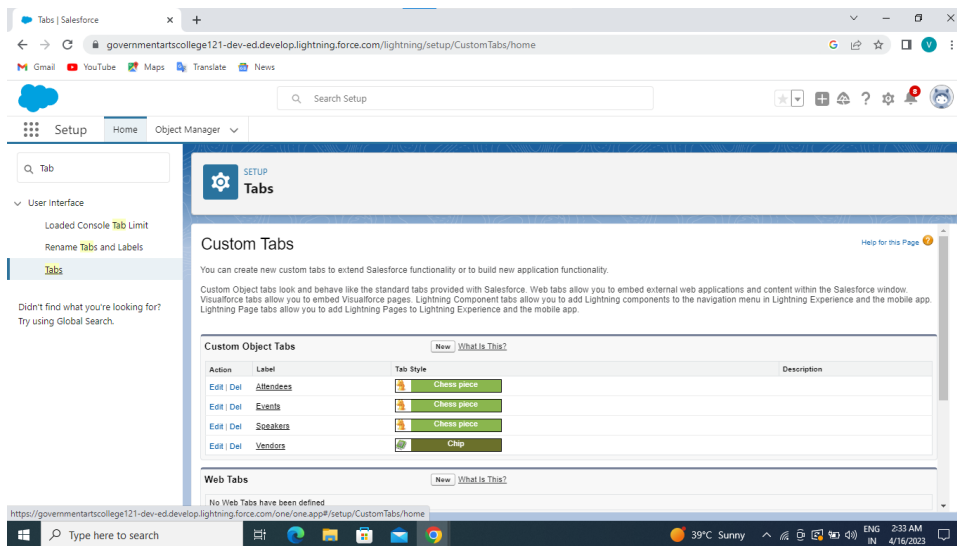 Tabs | Salesforce
governmentartscollege121-dev-ed.develop.lightning.force.com/lightning/setup/CustomTabs/home
V
Gmail YouTube Maps Translate News
Search Setup
8
Setup Home Object Manager
Tab
User Interface
Loaded Console Tab Limit
Rename Tabs and Labels
Tabs
Didn't find what you're looking for?
Try using Global Search.
SETUP
Tabs
Custom Tabs
Help for this Page
You can create new custom tabs to extend Salesforce functionality or to build new application functionality.
Custom Object tabs look and behave like the standard tabs provided with Salesforce. Web tabs allow you to embed external web applications and content within the Salesforce window.
Visualforce tabs allow you to embed Visualforce pages. Lightning Component tabs allow you to add Lightning components to the navigation menu in Lightning Experience and the mobile app.
Lightning Page tabs allow you to add Lightning Pages to Lightning Experience and the mobile app.
Custom Object Tabs New What Is This?
Action Label Tab Style Description
Edit | Del Attendees Chess piece
Edit | Del Events Chess piece
Edit | Del Speakers Chess piece
Edit | Del Vendors Chip
Web Tabs New What Is This?
No Web Tabs have been defined
https://governmentartscollege121-dev-ed.develop.lightning.force.com/one/one.app#/setup/CustomTabs/home
Type here to search
39°C Sunny
ENG
IN
2:33 AM
4/16/2023